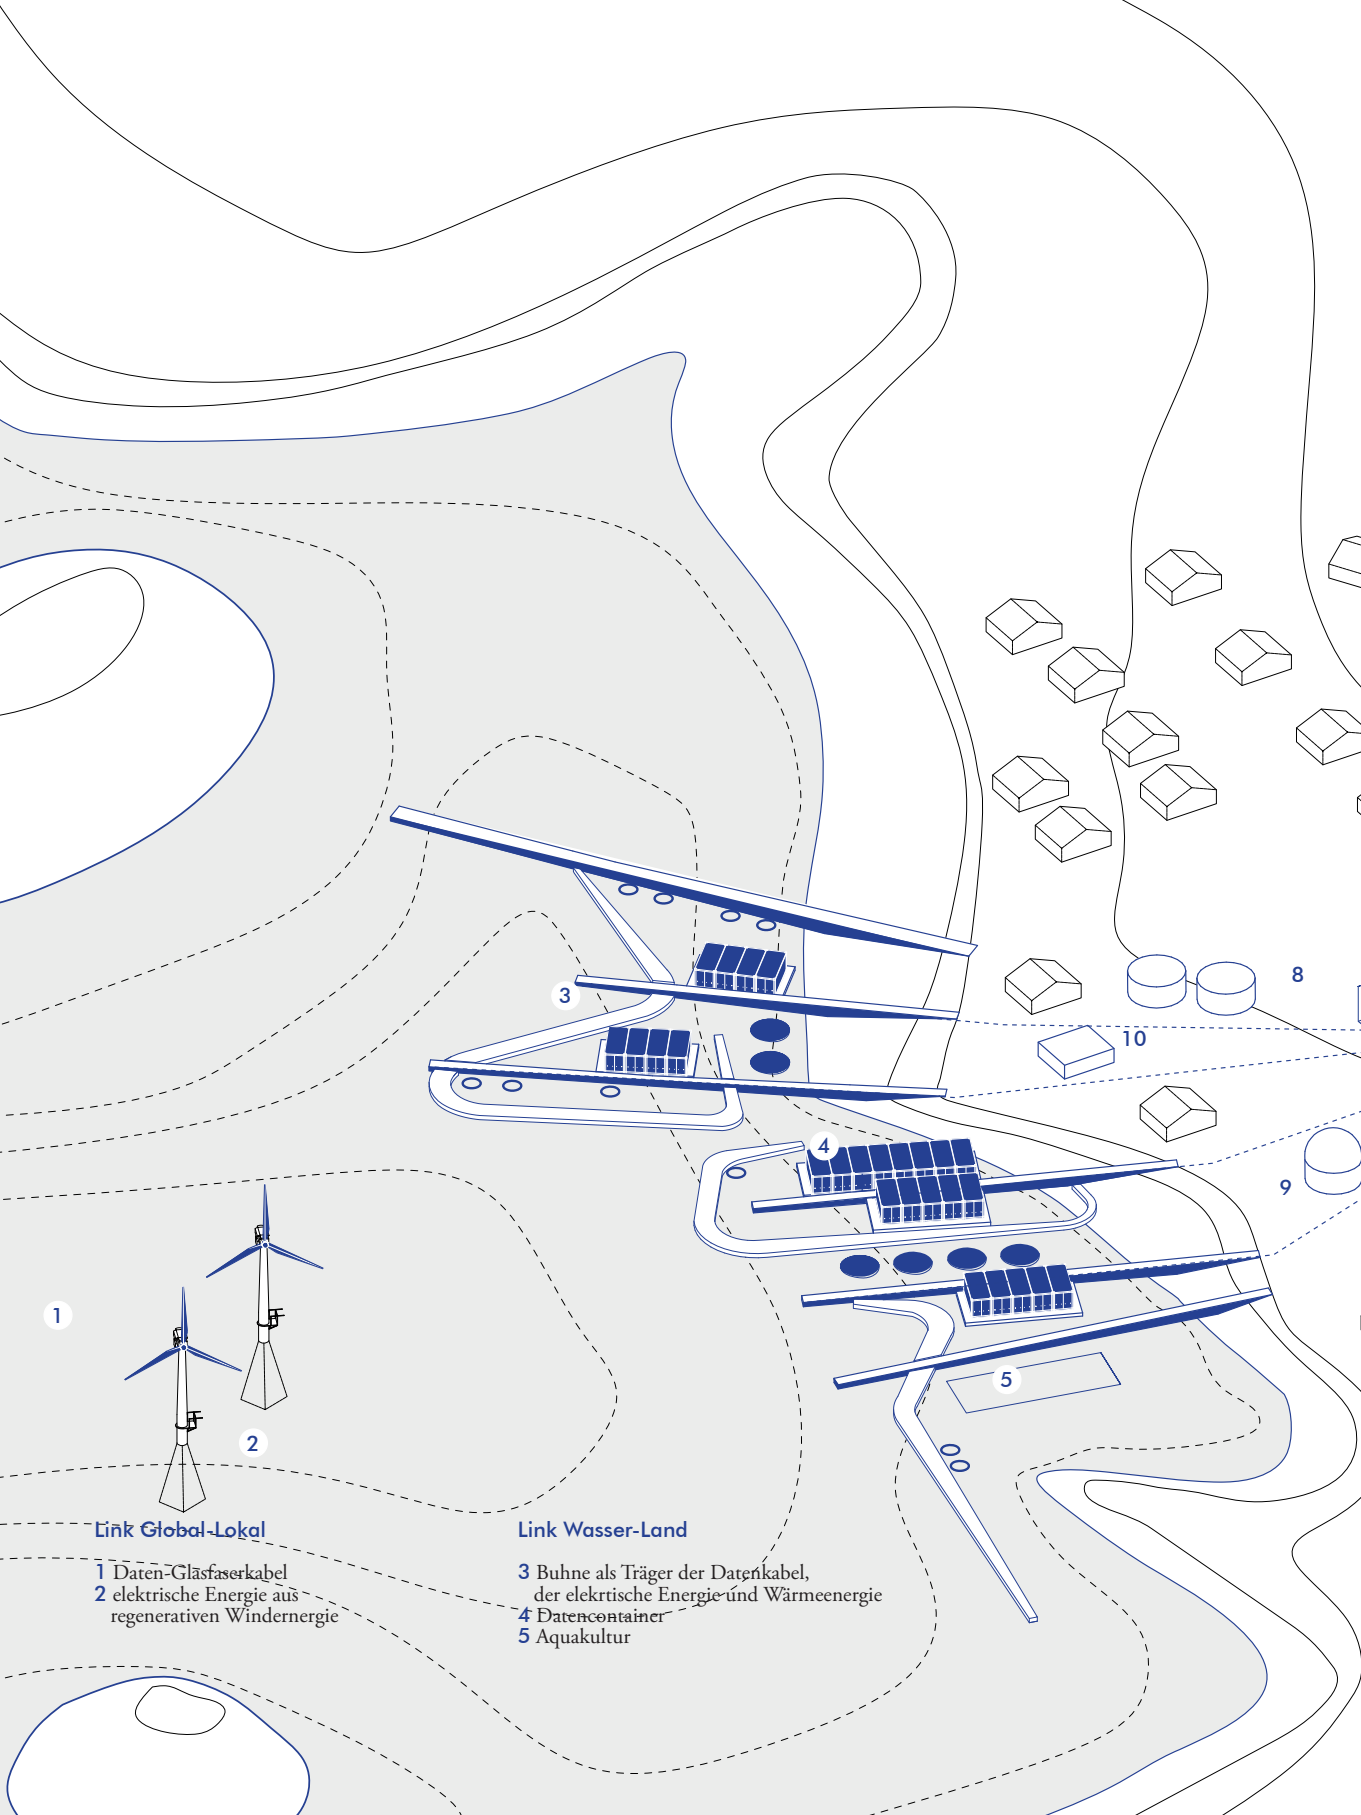 8
3
10
4
9
1
5
2
Link Global-Lokal
1 Daten-Glasfaserkabel
2 elektrische Energie aus
regenerativen Windernergie
Link Wasser-Land
3 Buhne als Träger der Datenkabel,
der elekrtische Energie und Wärmeenergie
4 Datencontainer
5 Aquakultur